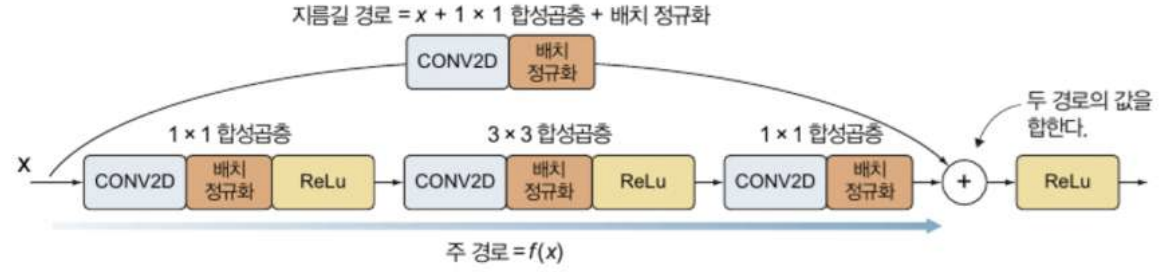 지름길 경로 = x + 1 × 1 합성곱층 + 배치 정규화
CONV2D
배치
정규화
두 경로의 값을
합한다.
1 × 1 합성곱층
3 × 3 합성곱층
1 × 1 합성곱층
X
CONV2D
배치
정규화
ReLu
CONV2D
배치
정규화
ReLu
CONV2D
배치
정규화
+
ReLu
주 경로 = f(x)